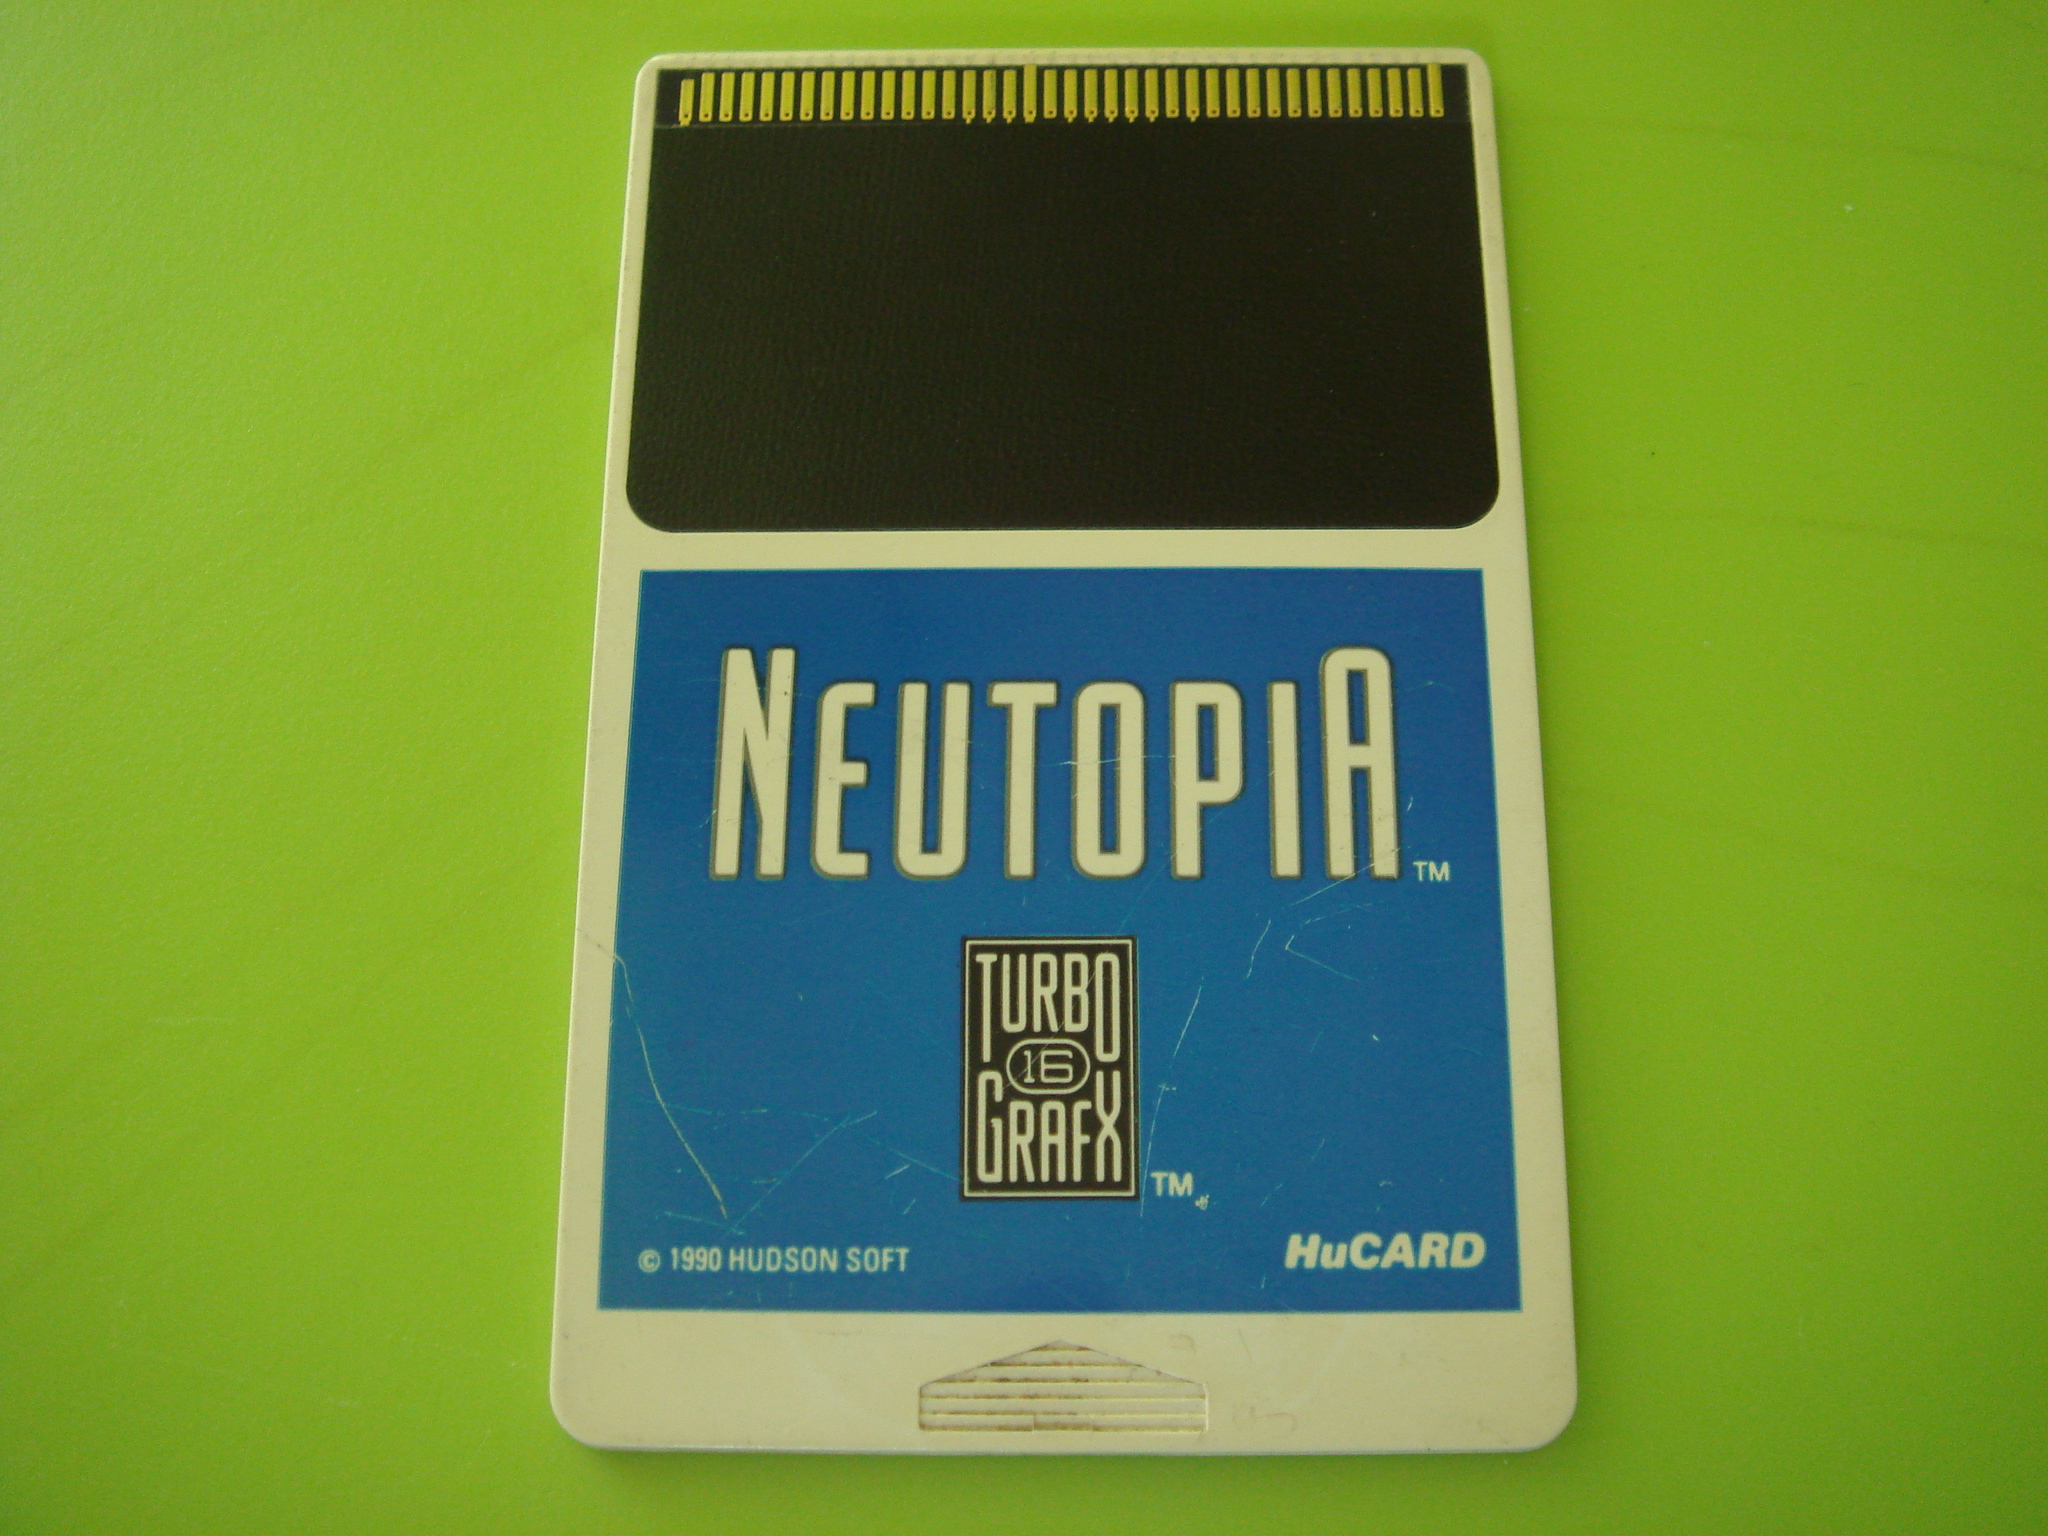 NEUTOPIA TM
TURBO
16
GRAFX TM
© 1990 HUDSON SOFT
HuCARD